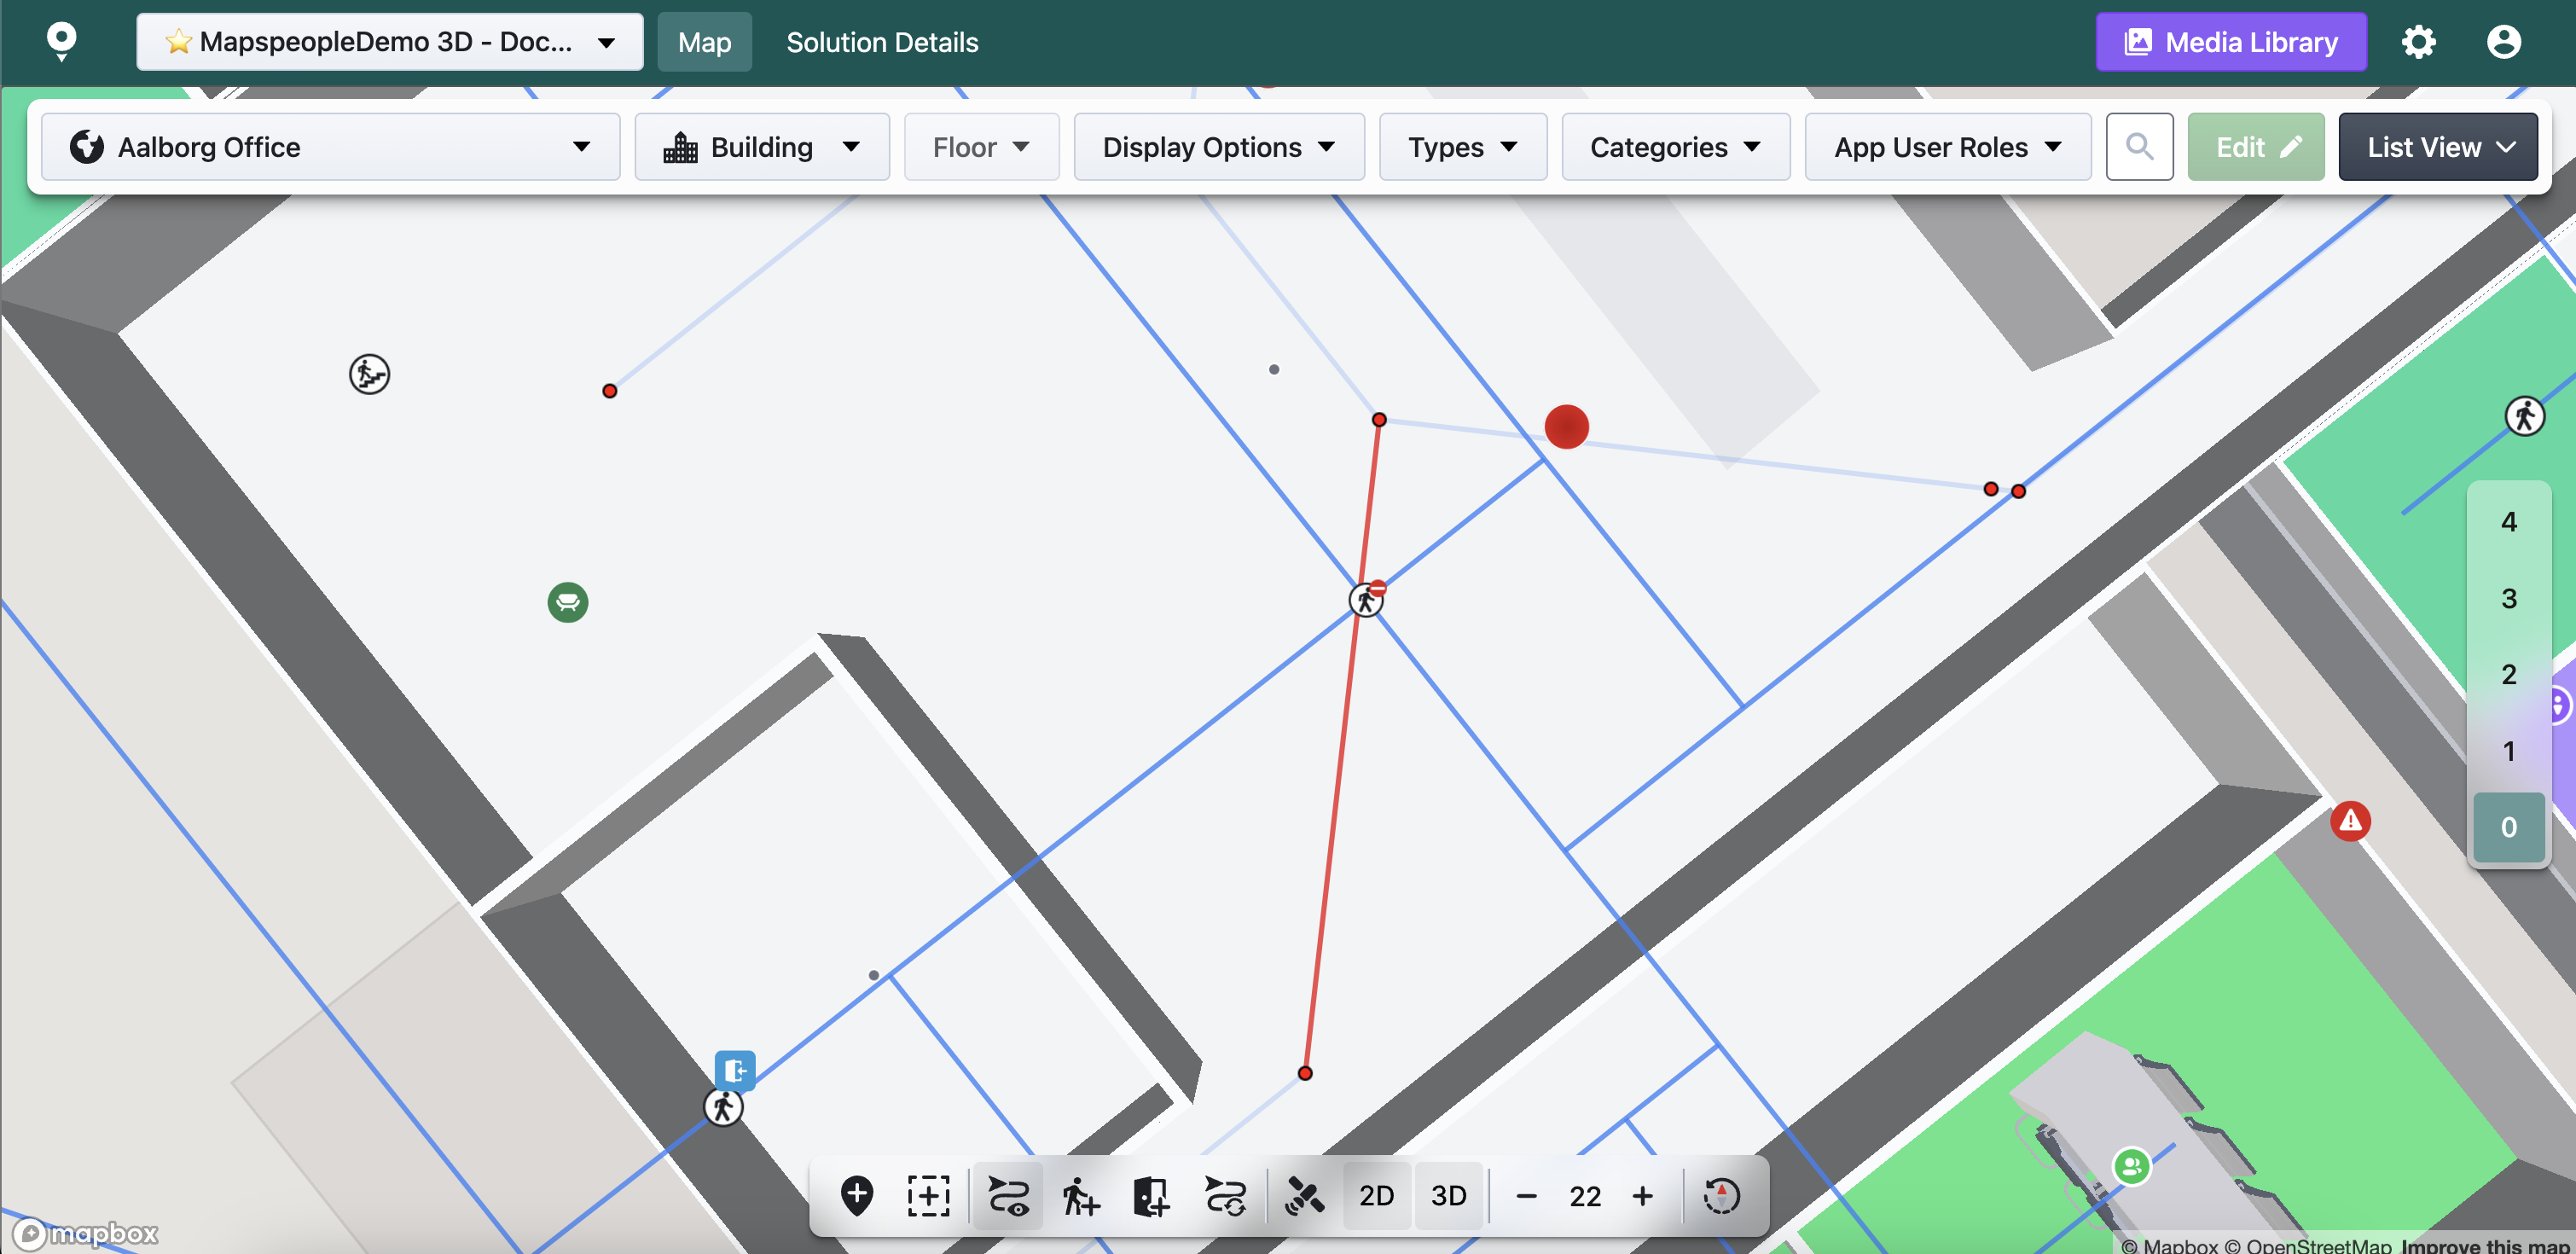 MapspeopleDemo 3D - Doc...
Map
Solution Details
Media Library
Aalborg Office
Building
Floor
Display Options
Types
Categories
App User Roles
Edit
List View
4
3
2
1
0
2D
3D
22
mapbox
© Mapbox © OpenStreetMap Improve this map